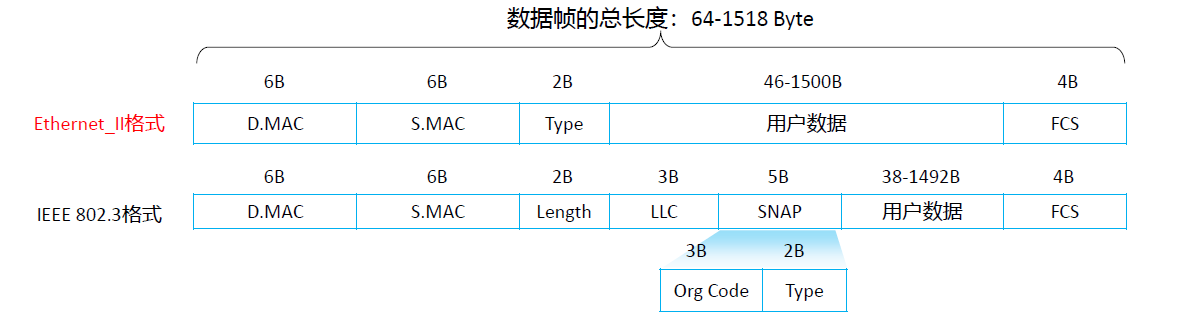 数据帧的总长度：64-1518 Byte
6B 6B 2B 46-1500B 4B
Ethernet_II格式 D.MAC S.MAC Type 用户数据 FCS
6B 6B 2B 3B 5B 38-1492B 4B
IEEE 802.3格式 D.MAC S.MAC Length LLC SNAP 用户数据 FCS
3B 2B
Org Code Type